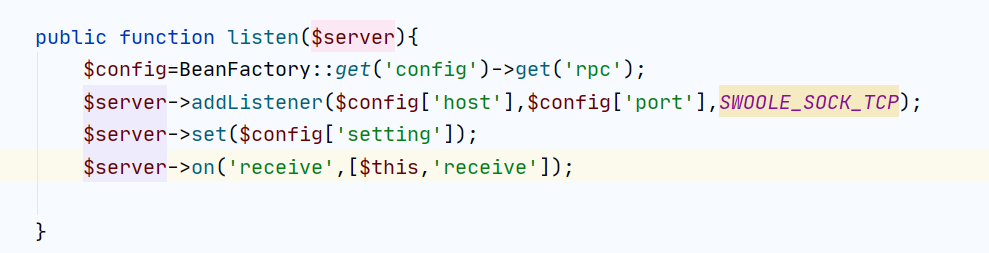 public function listen($server){
$config=BeanFactory::get('config')->get('rpc');
$server->addListener($config['host'],$config['port'],SWOOLE_SOCK_TCP);
$server->set($config['setting']);
$server->on('receive',[$this,'receive']);
}